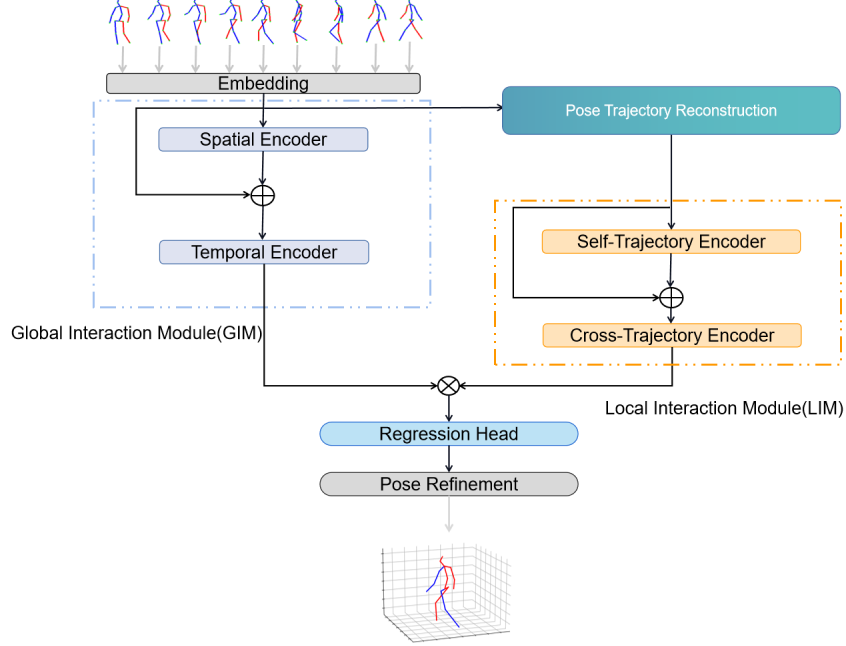 Embedding
Pose Trajectory Reconstruction
Spatial Encoder
Temporal Encoder
Self-Trajectory Encoder
Cross-Trajectory Encoder
Global Interaction Module(GIM)
Local Interaction Module(LIM)
Regression Head
Pose Refinement